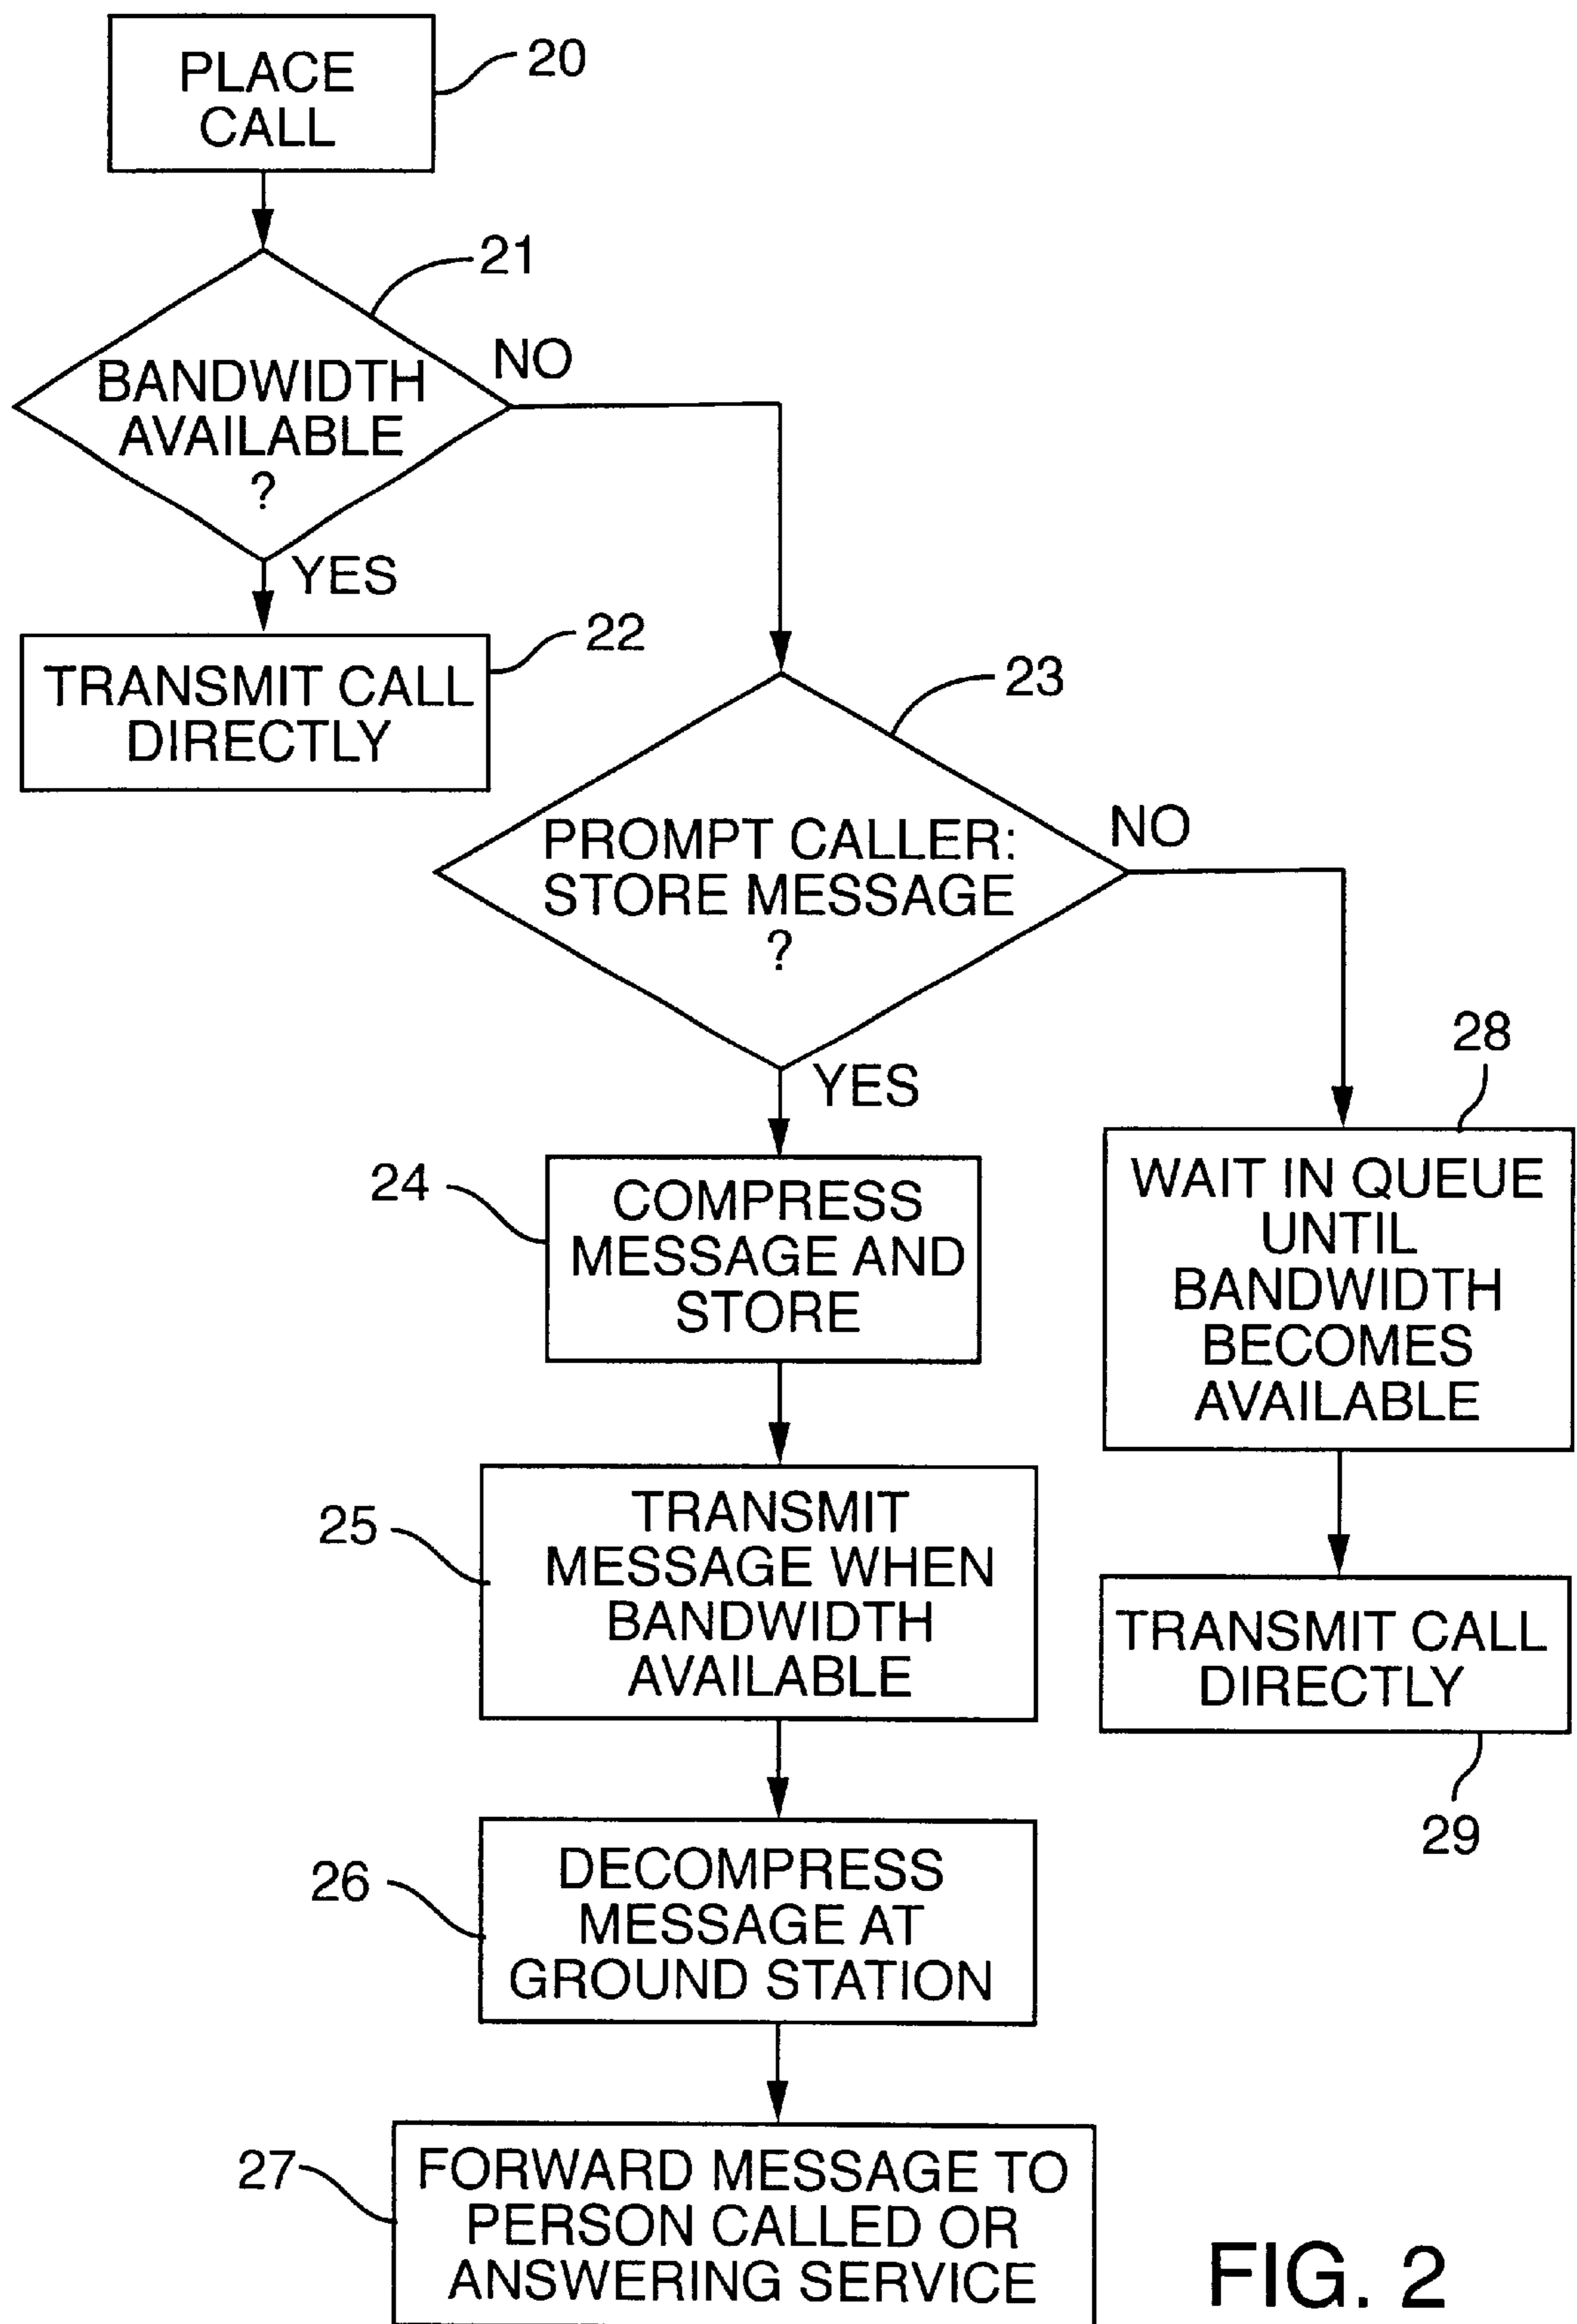 PLACE
CALL
20
21
BANDWIDTH
AVAILABLE
?
NO
YES
TRANSMIT CALL
DIRECTLY
22
23
PROMPT CALLER:
STORE MESSAGE
?
NO
YES
24
COMPRESS
MESSAGE AND
STORE
28
WAIT IN QUEUE
UNTIL
BANDWIDTH
BECOMES
AVAILABLE
25
TRANSMIT
MESSAGE WHEN
BANDWIDTH
AVAILABLE
TRANSMIT CALL
DIRECTLY
29
26
DECOMPRESS
MESSAGE AT
GROUND STATION
27
FORWARD MESSAGE TO
PERSON CALLED OR
ANSWERING SERVICE
FIG. 2